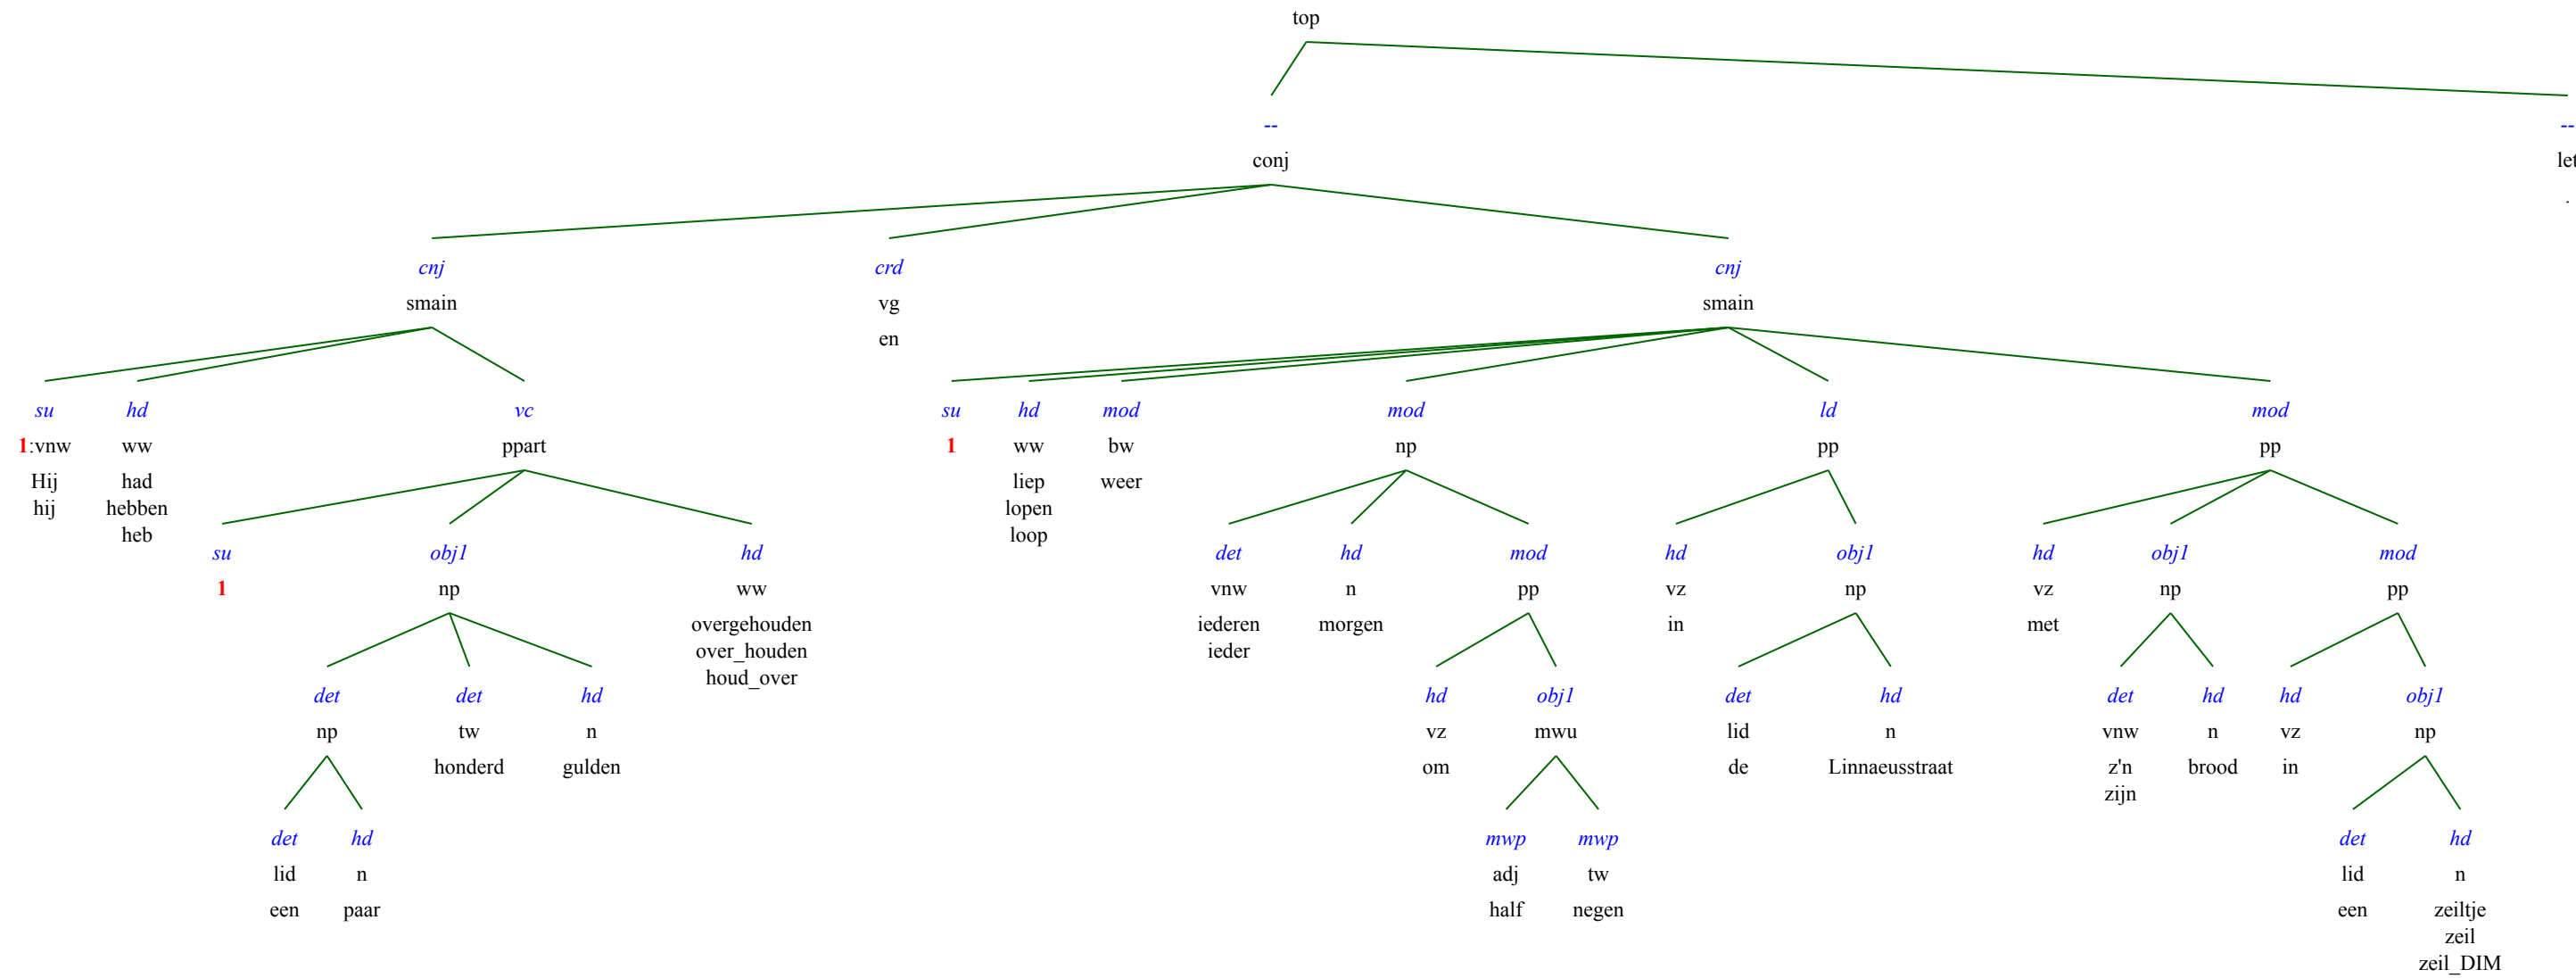 top
-- --
conj let
.
cnj crd cnj
smain vg smain
en
su hd vc su hd mod mod ld mod
1:vnw ww ppart 1 ww bw np pp pp
Hij had liep weer
hij hebben lopen
heb loop
su obj1 hd det hd mod hd obj1 hd obj1 mod
1 np ww vnw n pp vz np vz np pp
overgehouden iederen morgen in met
over_houden ieder
houd_over
det det hd hd obj1 det hd det hd hd obj1
np tw n vz mwu lid n vnw n vz np
honderd gulden om de Linnaeusstraat z'n brood in
zijn
det hd mwp mwp det hd
lid n adj tw lid n
een paar half negen een zeiltje
zeil
zeil_DIM